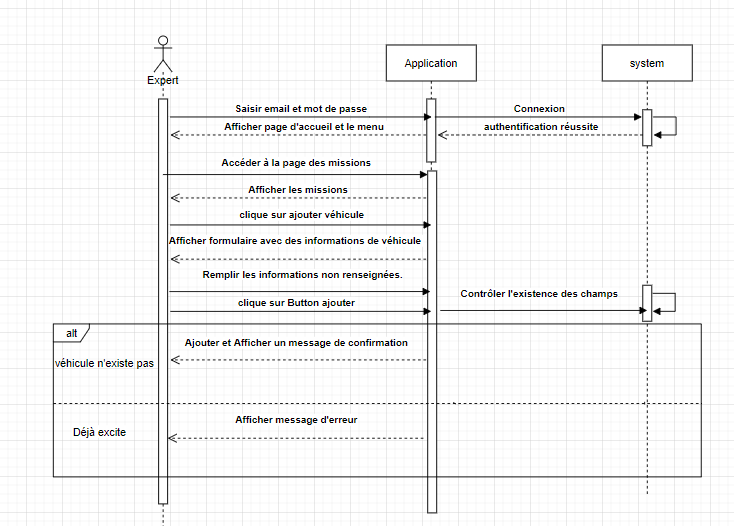 Expert
Application
system
Saisir email et mot de passe
Connexion
Afficher page d'accueil et le menu
authentification réussite
Accéder à la page des missions
Afficher les missions
clique sur ajouter véhicule
Afficher formulaire avec des informations de véhicule
Remplir les informations non renseignées.
Contrôler l'existence des champs
clique sur Button ajouter
alt
Ajouter et Afficher un message de confirmation
véhicule n'existe pas
Afficher message d'erreur
Déjà excite